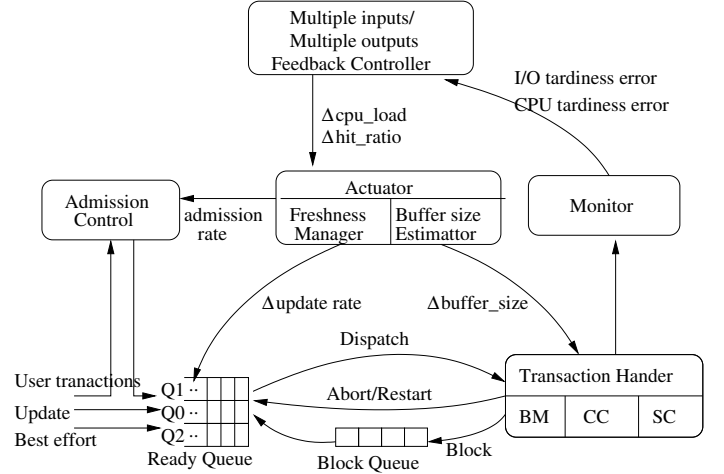 Multiple inputs/
Multiple outputs
Feedback Controller
I/O tardiness error
CPU tardiness error
Δcpu_load
Δhit_ratio
Actuator
Freshness
Manager
Buffer size
Estimattor
Admission
Control
admission
rate
Monitor
Δupdate rate
Δbuffer_size
Dispatch
User tranactions
Update
Best effort
Q1 ··
Q0 ··
Q2 ··
Ready Queue
Abort/Restart
Block Queue
Block
Transaction Hander
BM
CC
SC